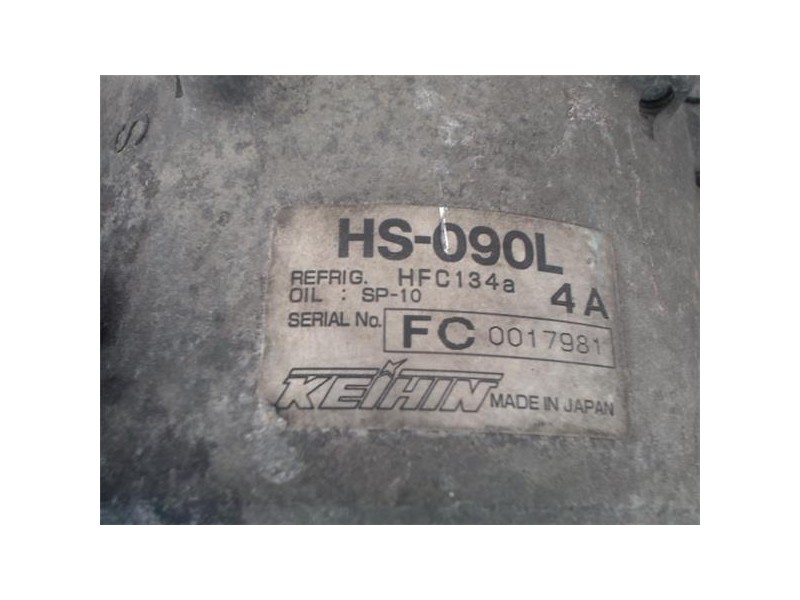 S
HS-090L
REFRIG. HFC134a
OIL : SP-10 4A
SERIAL No. FC 0017981
KEIHIN MADE IN JAPAN